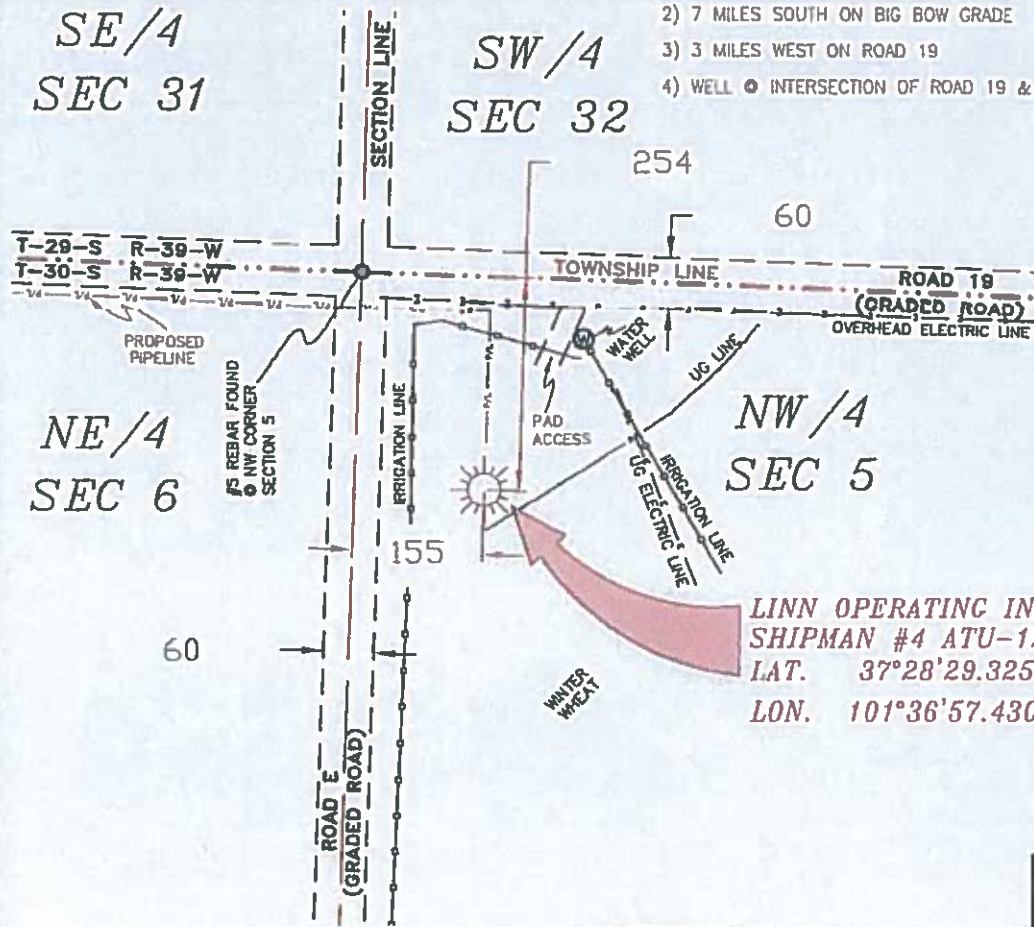 2) 7 MILES SOUTH ON BIG BOW GRADE
3) 3 MILES WEST ON ROAD 19
4) WELL @ INTERSECTION OF ROAD 19 &
SE/4
SEC 31
SECTION LINE
SW/4
SEC 32
254
60
T-29-S R-39-W
T-30-S R-39-W
TOWNSHIP LINE
ROAD 19
(GRADED ROAD)
OVERHEAD ELECTRIC LINE
PROPOSED
PIPELINE
WATER
WELL
UG LINE
NE/4
SEC 6
#5 REBAR FOUND
@ NW CORNER
SECTION 5
IRRIGATION LINE
PAD
ACCESS
NW/4
SEC 5
IRRIGATION LINE
UG ELECTRIC LINE
155
60
LINN OPERATING IN
SHIPMAN #4 ATU-1
LAT. 37°28'29.325
LON. 101°36'57.430
WINTER
WHEAT
ROAD E
(GRADED ROAD)